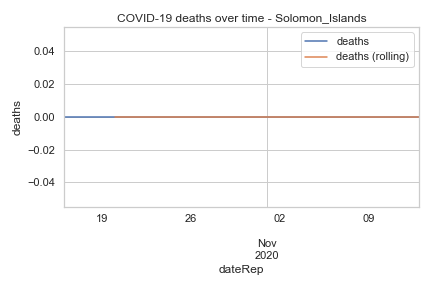 COVID-19 deaths over time - Solomon_Islands
deaths
deaths (rolling)
deaths
0.04
0.02
0.00
−0.02
−0.04
19 26 02 09
Nov
2020
dateRep